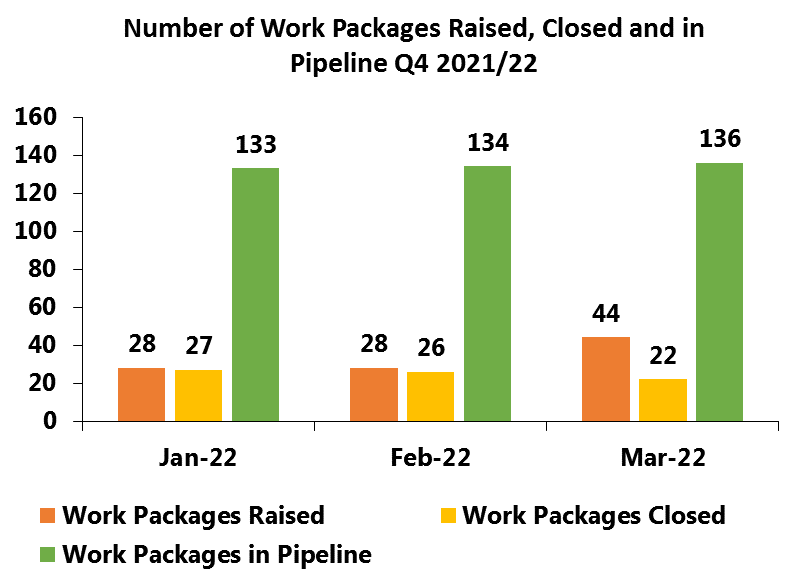 Number of Work Packages Raised, Closed and in
Pipeline Q4 2021/22
160
140
120
100
80
60
40
20
0
28
27
133
28
26
134
44
22
136
Jan-22
Feb-22
Mar-22
Work Packages Raised
Work Packages Closed
Work Packages in Pipeline